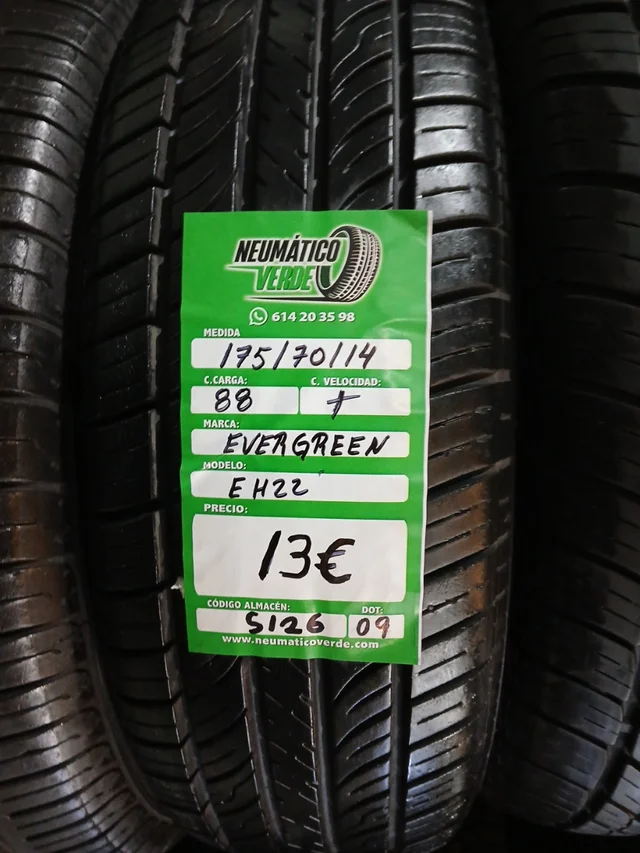 NEUMÁTICO
VERDE
614 20 35 98
MEDIDA
175/70/14
C.CARGA: C. VELOCIDAD:
88 T
MARCA:
EVERGREEN
MODELO:
EH22
PRECIO:
13€
CÓDIGO ALMACÉN: DOT:
S126 09
www.neumaticoverde.com